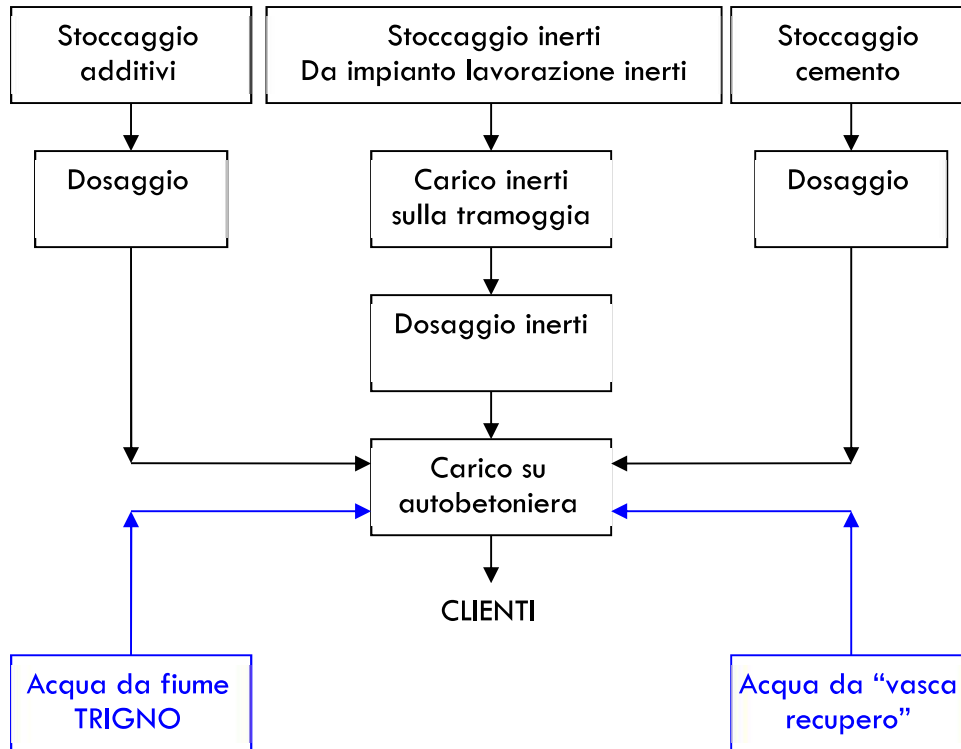 Stoccaggio
additivi
Stoccaggio inerti
Da impianto lavorazione inerti
Stoccaggio
cemento
Dosaggio
Carico inerti
sulla tramoggia
Dosaggio
Dosaggio inerti
Carico su
autobetoniera
CLIENTI
Acqua da fiume
TRIGNO
Acqua da “vasca
recupero”